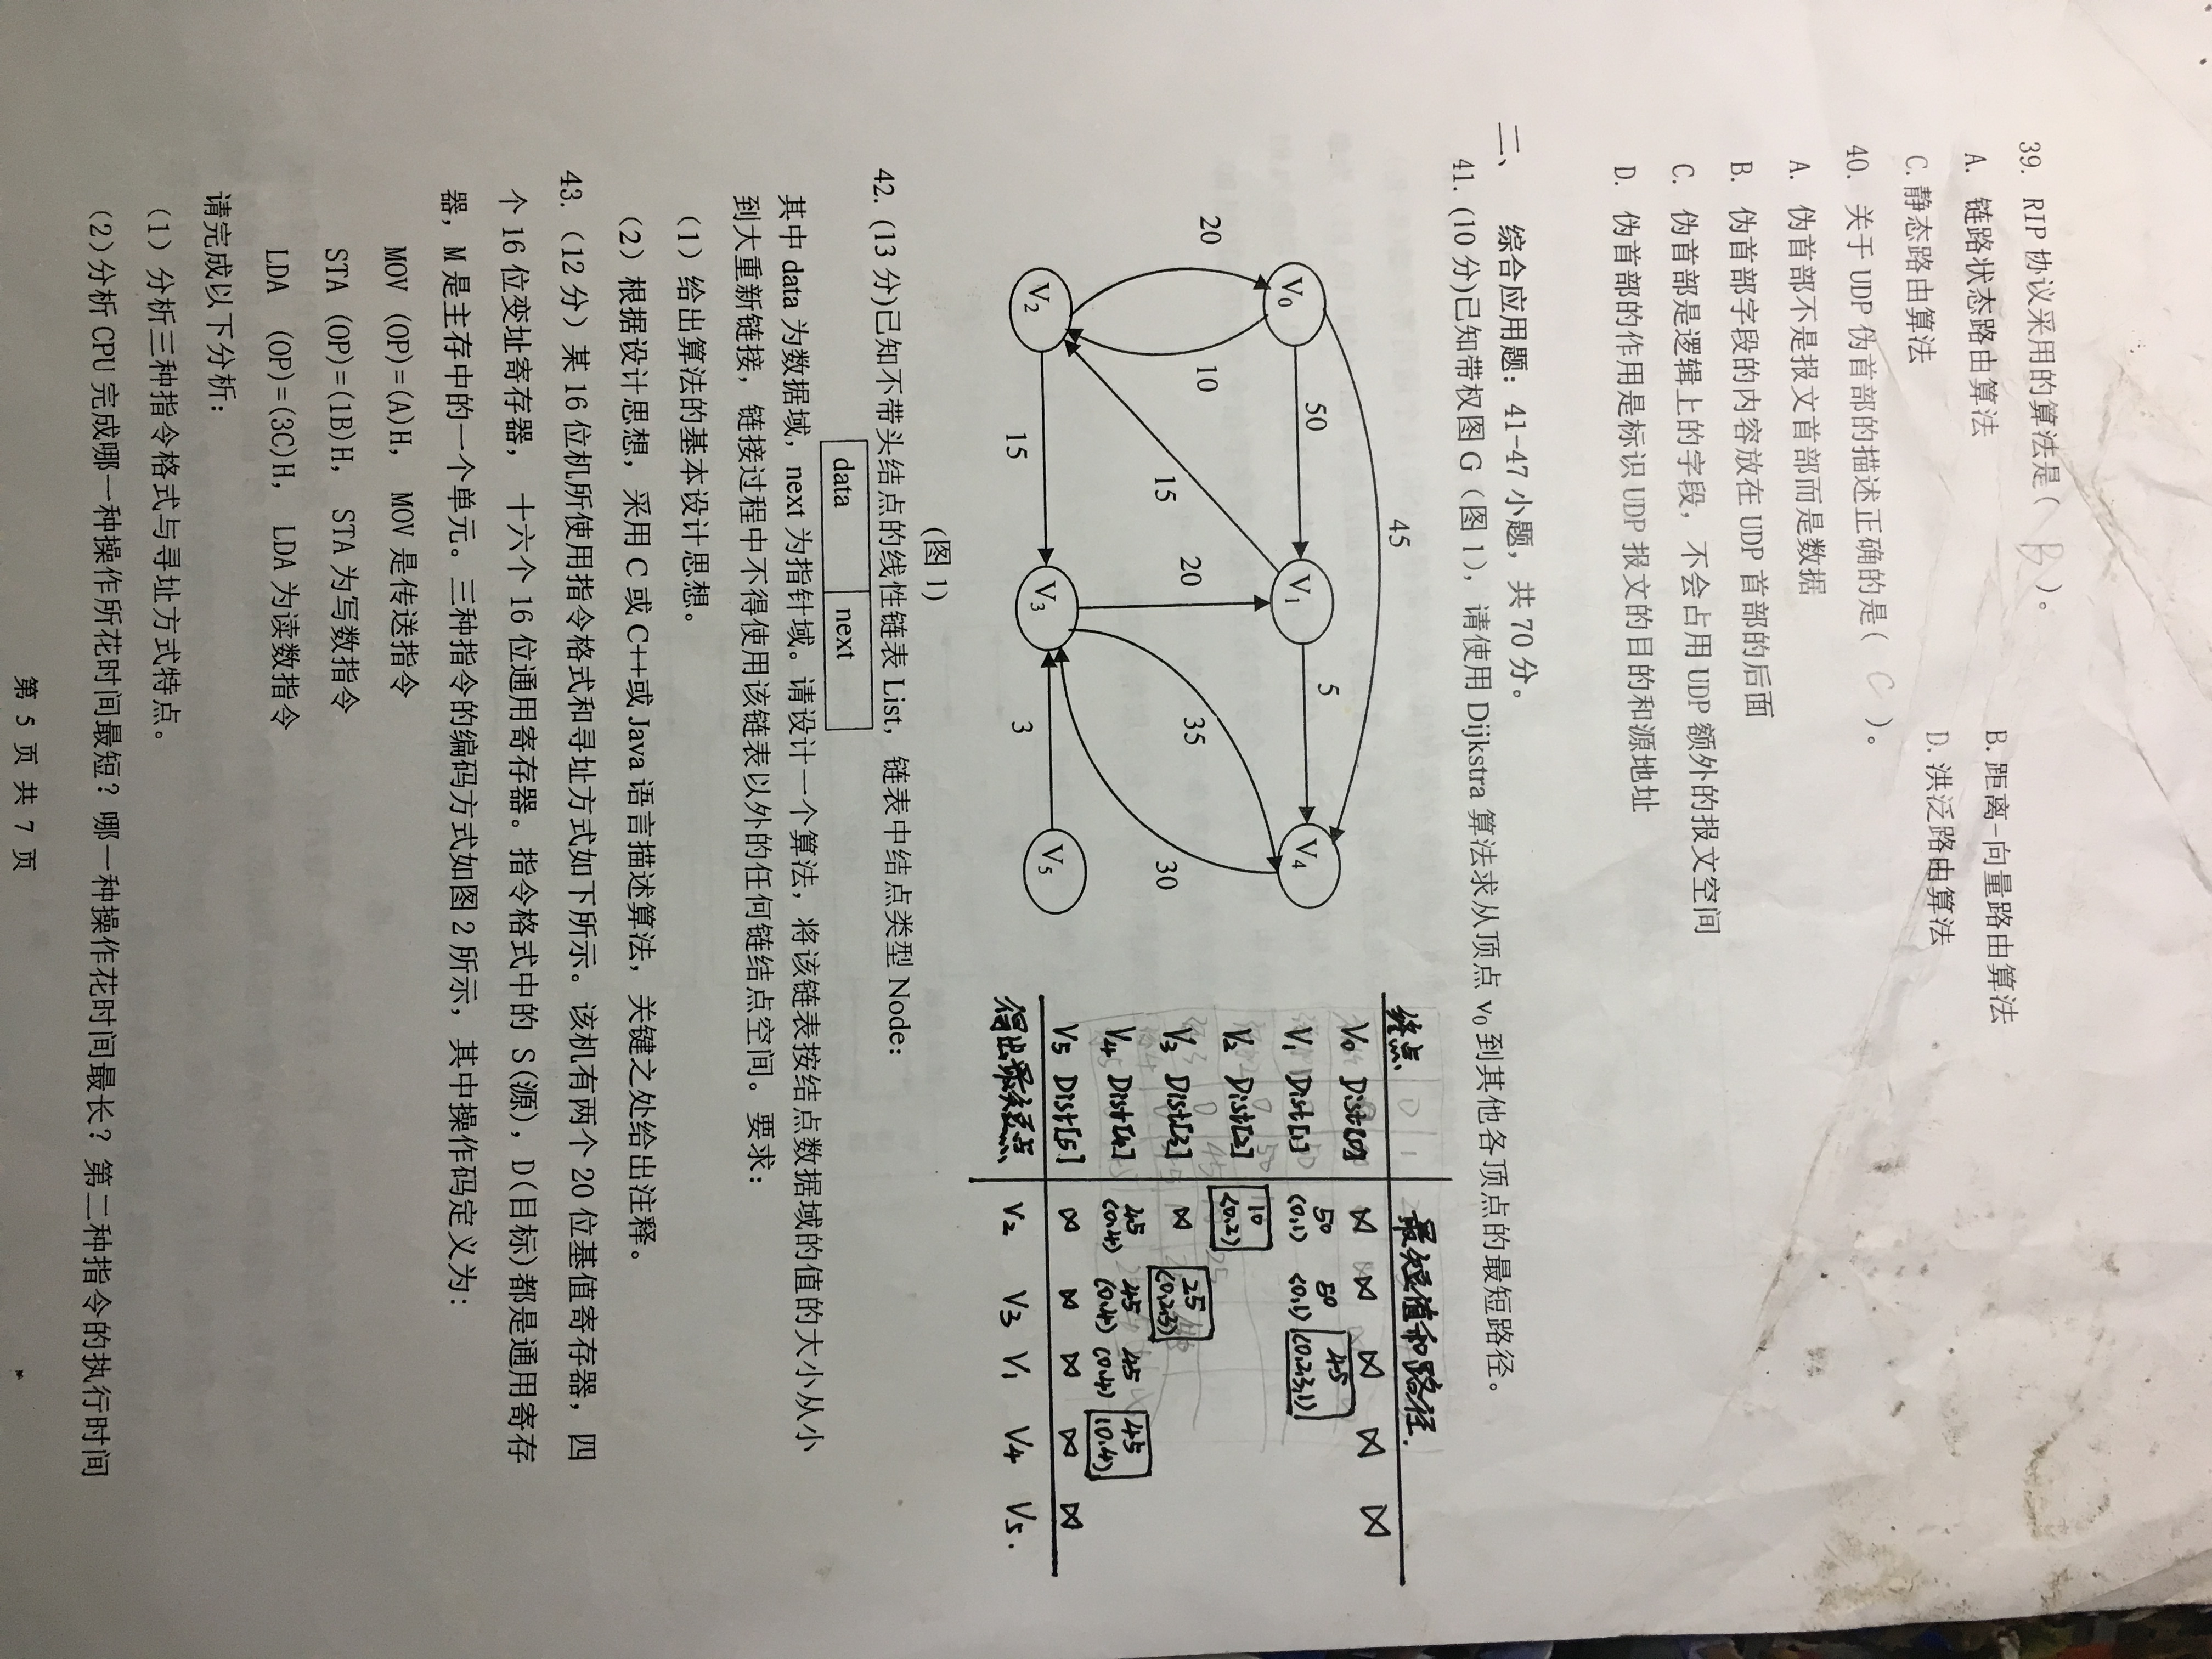 39. RIP 协议采用的算法是( B )。
A. 链路状态路由算法 B.距离-向量路由算法
C.静态路由算法 D.洪泛路由算法
40. 关于 UDP 伪首部的描述正确的是( C )。
A. 伪首部不是报文首部而是数据
B. 伪首部字段的内容放在 UDP 首部的后面
C. 伪首部是逻辑上的字段，不会占用 UDP 额外的报文空间
D. 伪首部的作用是标识 UDP 报文的目的和源地址
二、 综合应用题：41-47 小题，共 70 分。
41. (10 分)已知带权图 G（图 1），请使用 Dijkstra 算法求从顶点 v0 到其他各顶点的最短路径。
45
V0 50 V1 5 V4
20 10 15 20 35 30
V2 15 V3 3 V5
(图 1)
终点 最短值和路径.
V0 Dist[0] ∞ ∞ ∞ ∞ ∞
V1 Dist[1] 50 50 45
(0,1) (0,1) (0,2,3,1)
V2 Dist[2] 10
(0,2)
V3 Dist[3] ∞ 25
(0,2,3)
V4 Dist[4] 45 45 45 45
(0,4) (0,4) (0,4) (0,4)
V5 Dist[5] ∞ ∞ ∞ ∞ ∞
得出最短点 V2 V3 V1 V4 V5.
42. (13 分)已知不带头结点的线性链表 List，链表中结点类型 Node：
data next
其中 data 为数据域，next 为指针域。请设计一个算法，将该链表按结点数据域的值的大小从小
到大重新链接，链接过程中不得使用该链表以外的任何链结点空间。要求：
（1）给出算法的基本设计思想。
（2）根据设计思想，采用 C 或 C++或 Java 语言描述算法，关键之处给出注释。
43.（12 分）某 16 位机所使用指令格式和寻址方式如下所示。该机有两个 20 位基值寄存器，四
个 16 位变址寄存器，十六个 16 位通用寄存器。指令格式中的 S(源)，D(目标)都是通用寄存
器，M 是主存中的一个单元。三种指令的编码方式如图 2 所示，其中操作码定义为：
MOV (OP)=(A)H， MOV 是传送指令
STA (OP)=(1B)H， STA 为写数指令
LDA (OP)=(3C)H， LDA 为读数指令
请完成以下分析：
（1）分析三种指令格式与寻址方式特点。
（2）分析 CPU 完成哪一种操作所花时间最短？哪一种操作花时间最长？第二种指令的执行时间
第 5 页 共 7 页